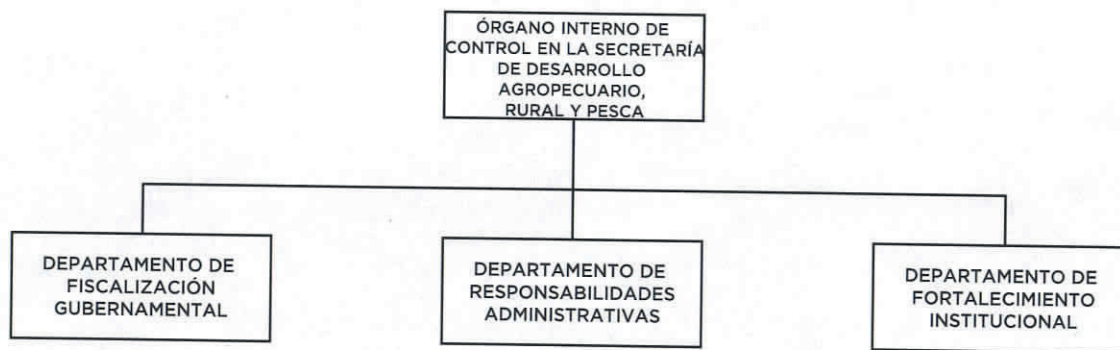 ÓRGANO INTERNO DE
CONTROL EN LA SECRETARÍA
DE DESARROLLO
AGROPECUARIO,
RURAL Y PESCA
DEPARTAMENTO DE
FISCALIZACIÓN
GUBERNAMENTAL
DEPARTAMENTO DE
RESPONSABILIDADES
ADMINISTRATIVAS
DEPARTAMENTO DE
FORTALECIMIENTO
INSTITUCIONAL